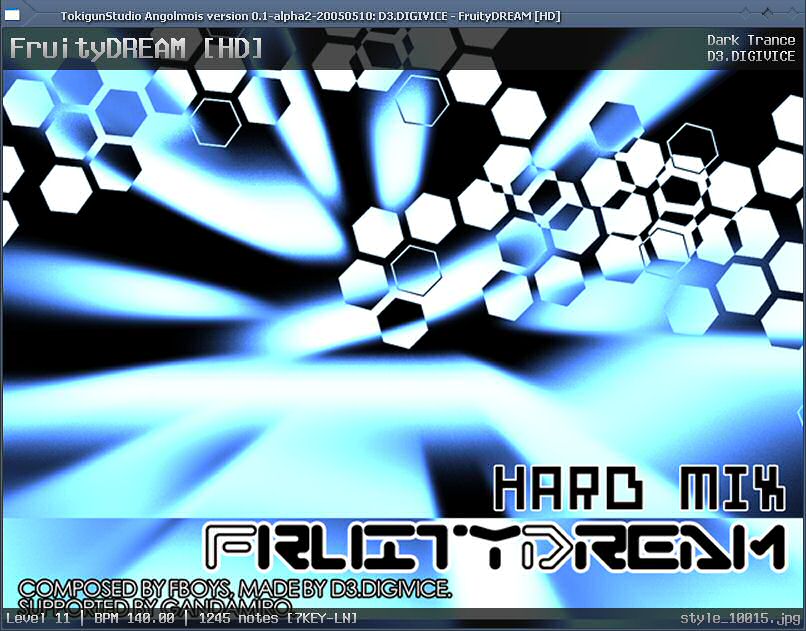 TokigunStudio Angolmois version 0.1-alpha2-20050510: D3.DIGIVICE - FruityDREAM [HD]
FruityDREAM [HD]
Dark Trance
D3.DIGIVICE
HARD MIX
FRUITYDREAM
COMPOSED BY FBOYS, MADE BY D3.DIGIVICE.
SUPPORTED BY GANDAMIRO.
Level 11 | BPM 140.00 | 1245 notes [7KEY-LN]
style_10015.jpg